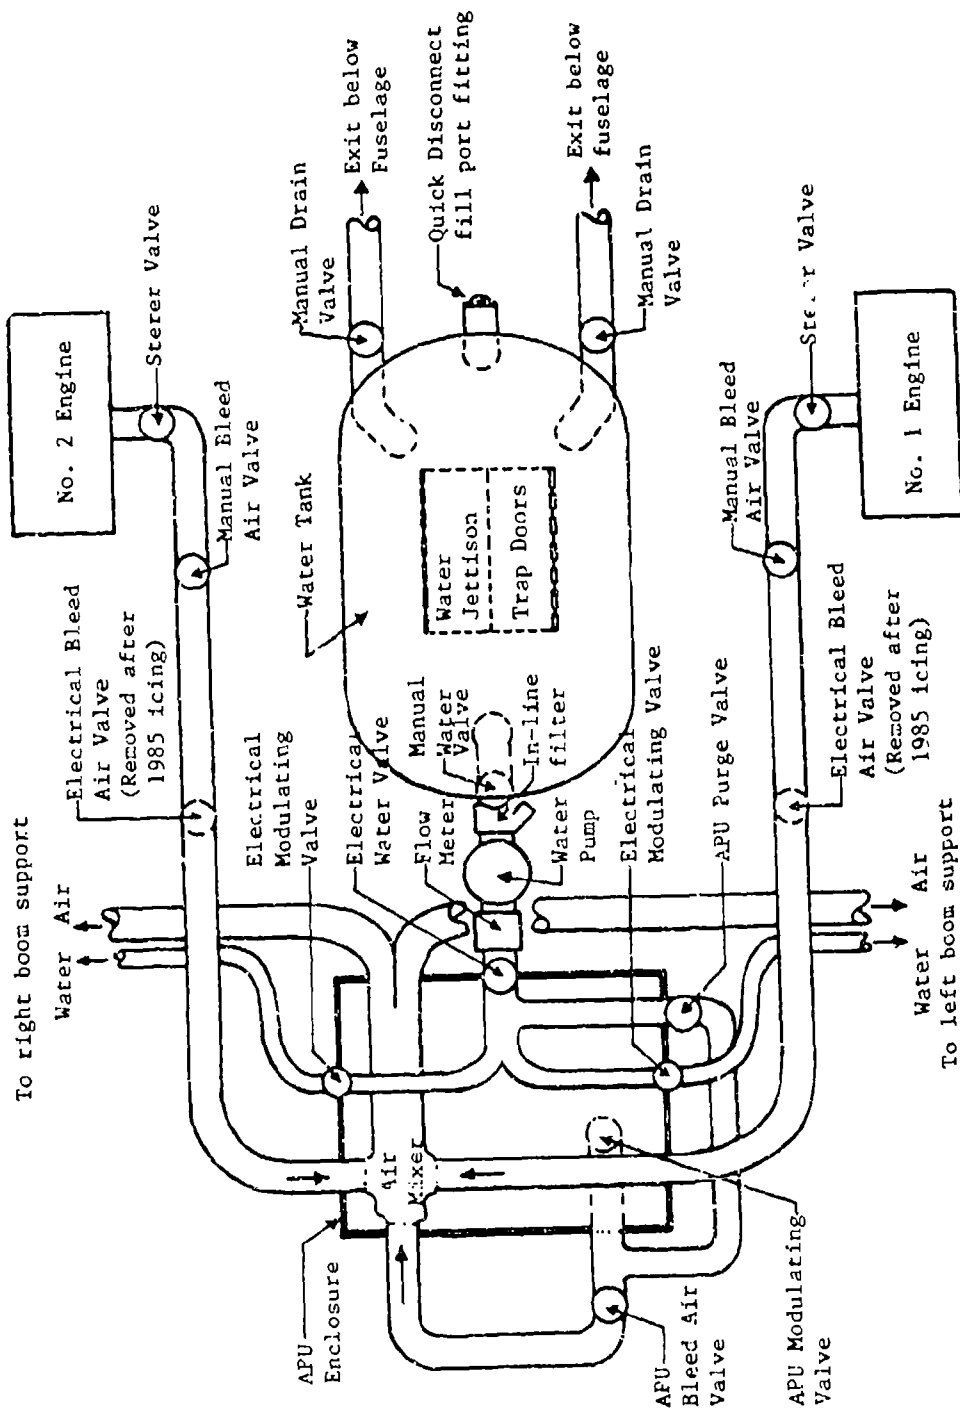 No. 2 Engine
Sterer Valve
Manual Bleed
Air Valve
Electrical Bleed
Air Valve
(Removed after
1985 icing)
To right boom support
Water Air
Manual Drain
Valve
Exit below
Fuselage
Quick Disconnect
fill port fitting
Exit below
fuselage
Manual Drain
Valve
Water Tank
Water
Jettison
Trap Doors
Electrical
Modulating
Valve
Electrical
Water Valve
Flow
Meter
Manual
Water
Valve
In-line
filter
Water
Pump
Electrical
Modulating Valve
APU Purge Valve
APU
Enclosure
Air
Mixer
APU
Bleed Air
Valve
APU Modulating
Valve
Manual Bleed
Air Valve
Valve
No. 1 Engine
Electrical Bleed
Air Valve
(Removed after
1985 icing)
Water Air
To left boom support